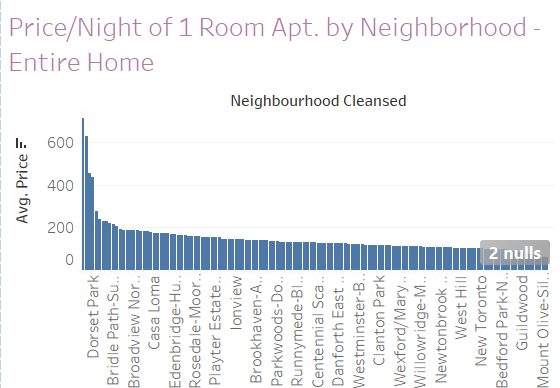 Price/Night of 1 Room Apt. by Neighborhood -
Entire Home
Neighbourhood Cleansed
Avg. Price
600
400
200
0
2 nulls
Dorset Park
Bridle Path-Su..
Broadview Nor..
Casa Loma
Edenbridge-Hu..
Rosedale-Moor..
Playter Estate..
Ionview
Brookhaven-A..
Parkwoods-Do..
Runnymede-Bl..
Centennial Sca..
Danforth East ..
Westminster-B..
Clanton Park
Wexford/Mary..
Willowridge-M..
Newtonbrook ..
West Hill
New Toronto
Bedford Park-N..
Guildwood
Mount Olive-Sil..